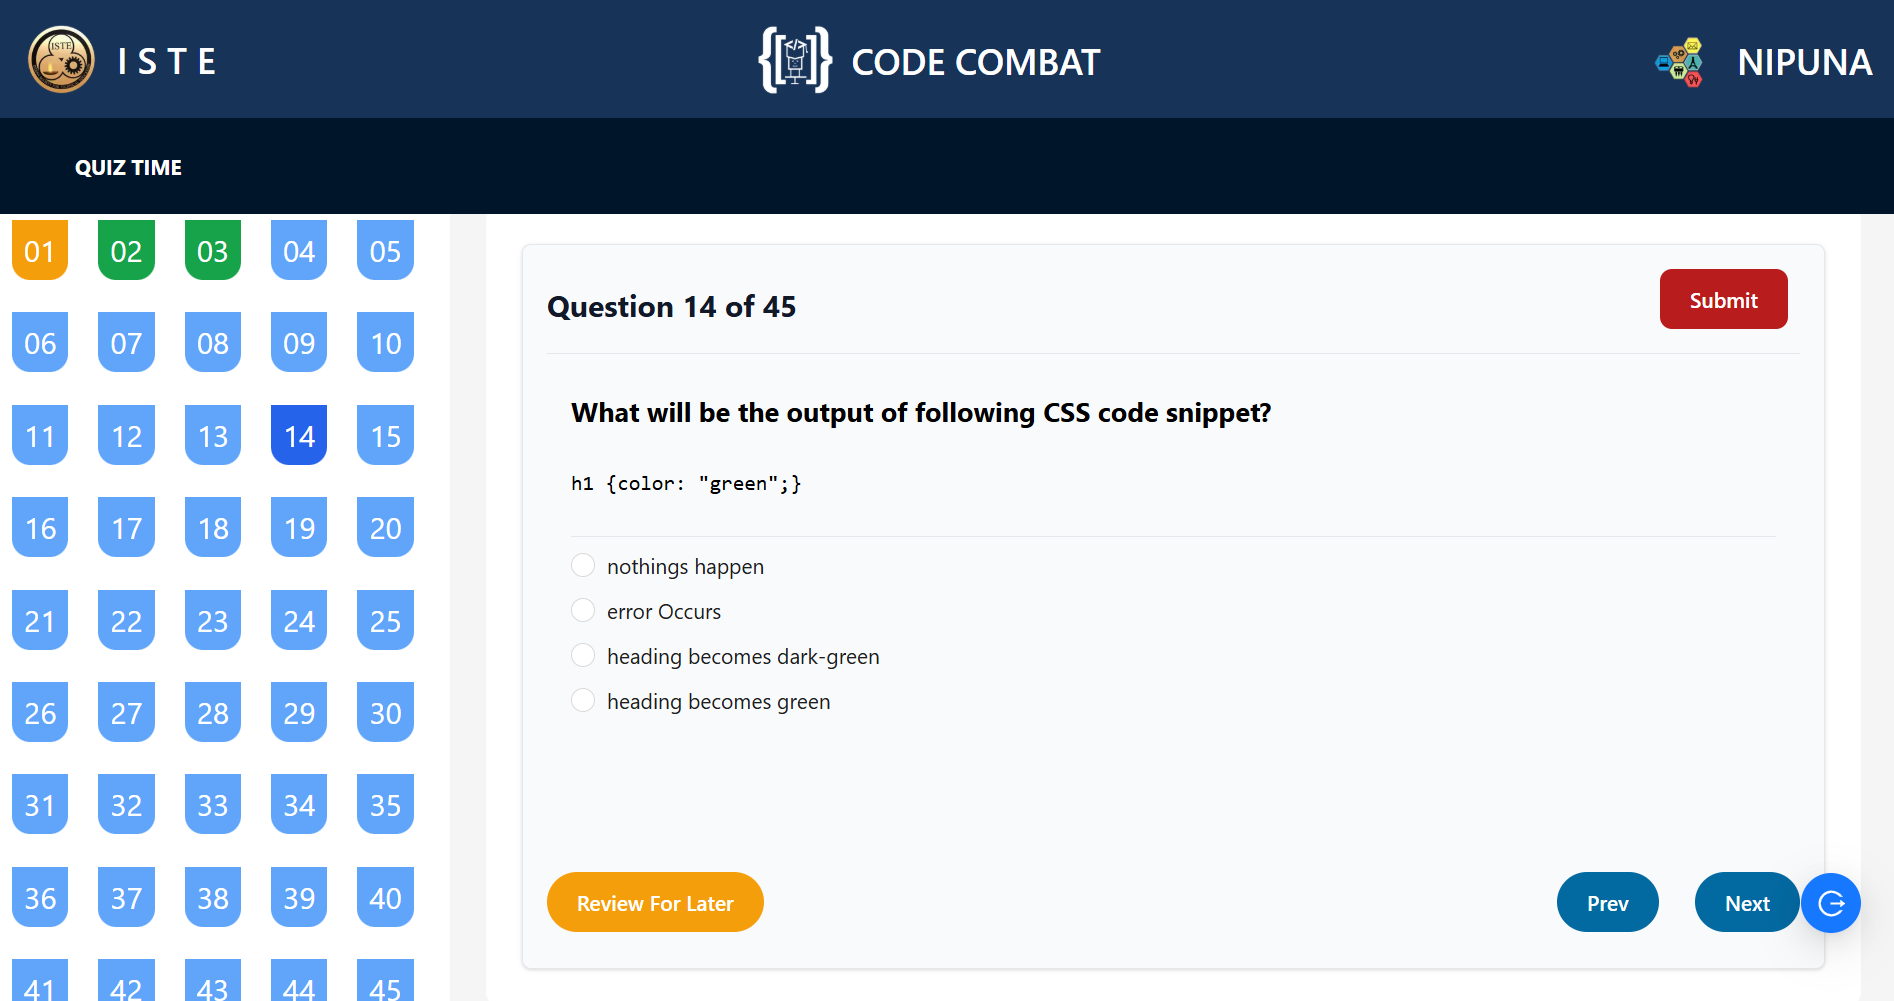 ISTE
ISTE
CODE COMBAT
NIPUNA
QUIZ TIME
01 02 03 04 05
06 07 08 09 10
11 12 13 14 15
16 17 18 19 20
21 22 23 24 25
26 27 28 29 30
31 32 33 34 35
36 37 38 39 40
41 42 43 44 45
Question 14 of 45
Submit
What will be the output of following CSS code snippet?
h1 {color: "green";}
nothings happen
error Occurs
heading becomes dark-green
heading becomes green
Review For Later
Prev
Next